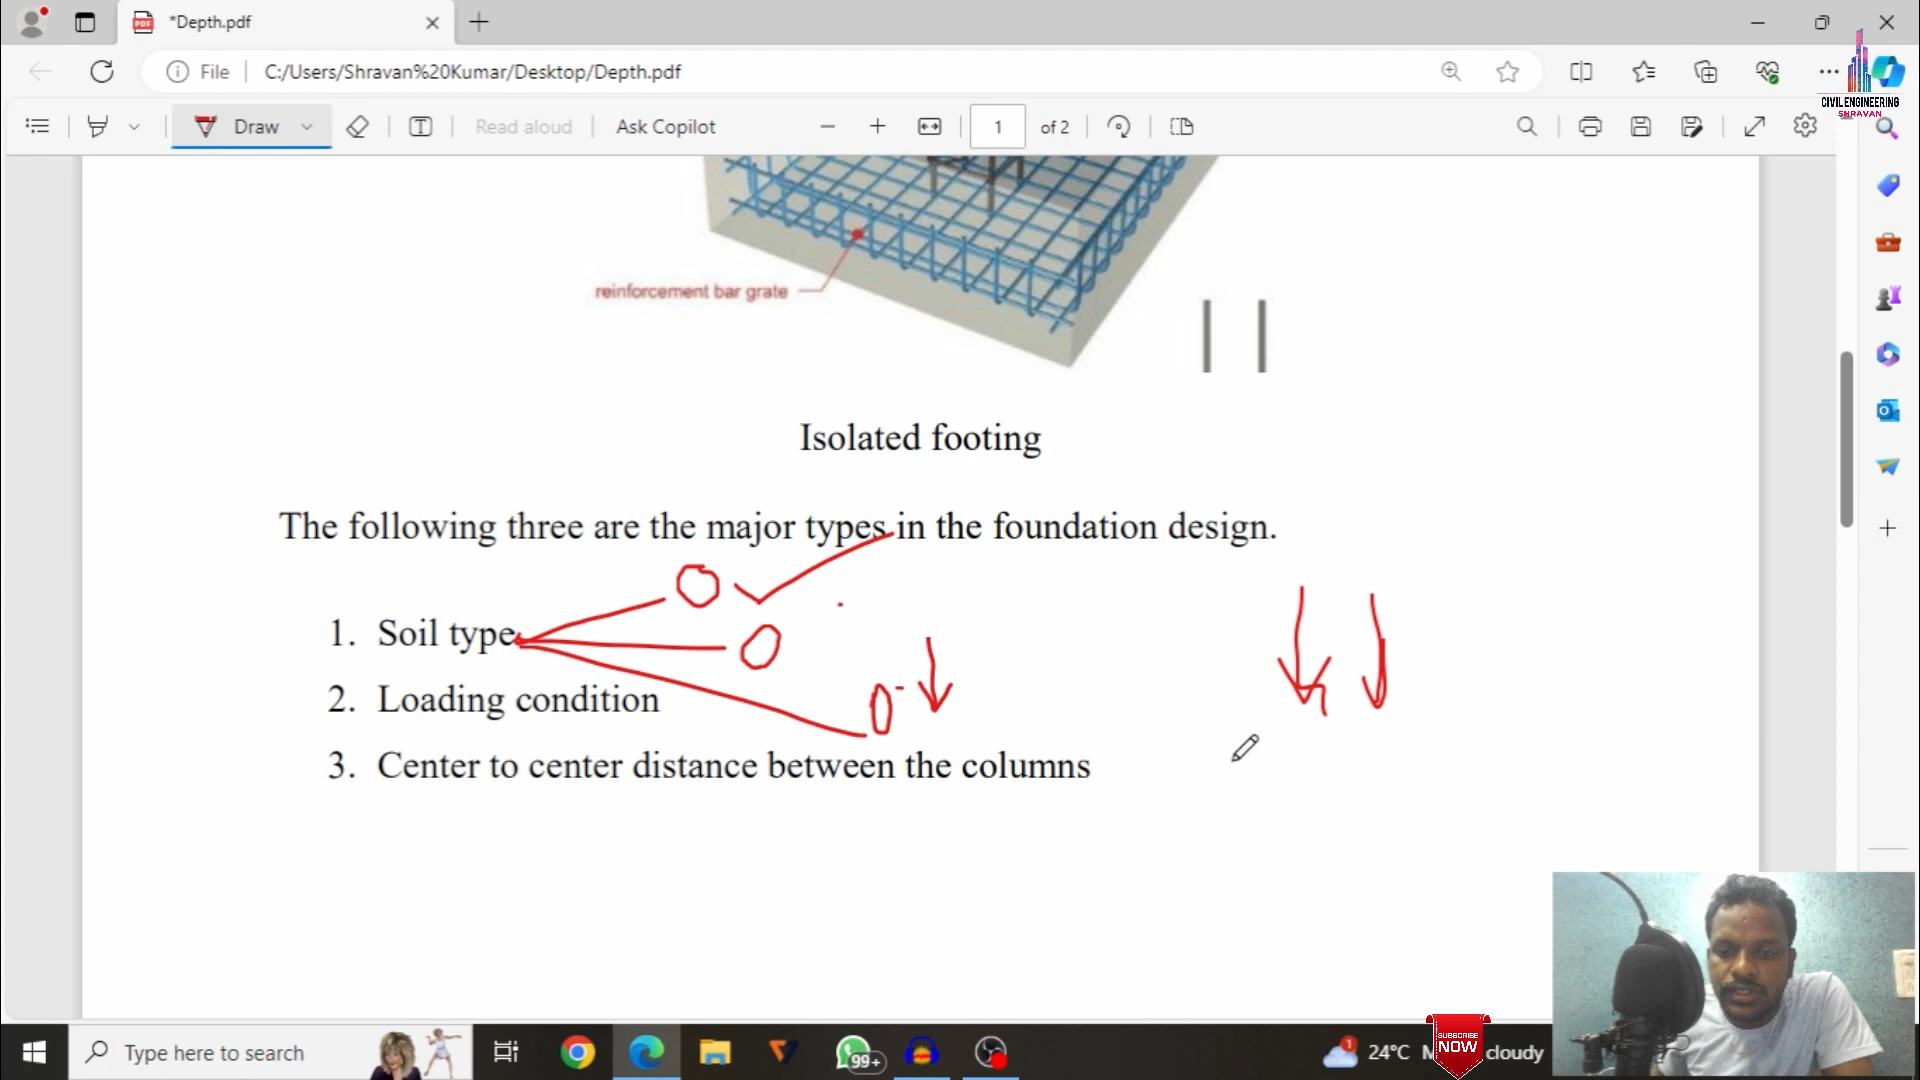 *Depth.pdf
File
C:/Users/Shravan%20Kumar/Desktop/Depth.pdf
CIVIL ENGINEERING
SHRAVAN
Draw
Read aloud
Ask Copilot
1
of 2
reinforcement bar grate
Isolated footing
The following three are the major types in the foundation design.
1. Soil type
2. Loading condition
3. Center to center distance between the columns
Type here to search
99+
1
24°C
cloudy
SUBSCRIBE
NOW